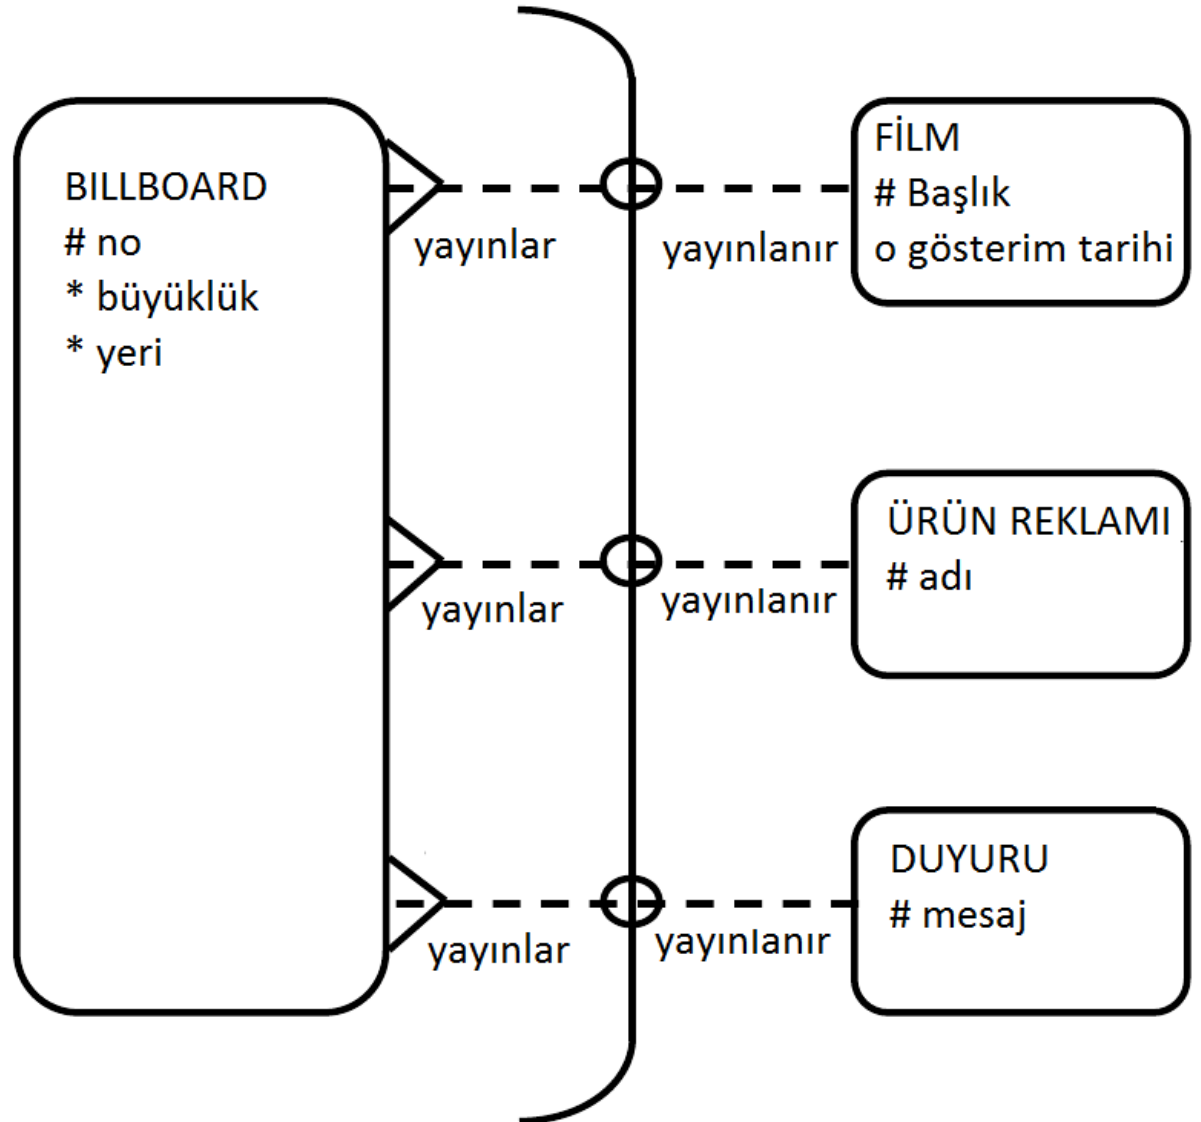 BILLBOARD
# no
* büyüklük
* yeri
yayınlar
yayınlanır
FİLM
# Başlık
o gösterim tarihi
yayınlar
yayınlanır
ÜRÜN REKLAMI
# adı
yayınlar
yayınlanır
DUYURU
# mesaj